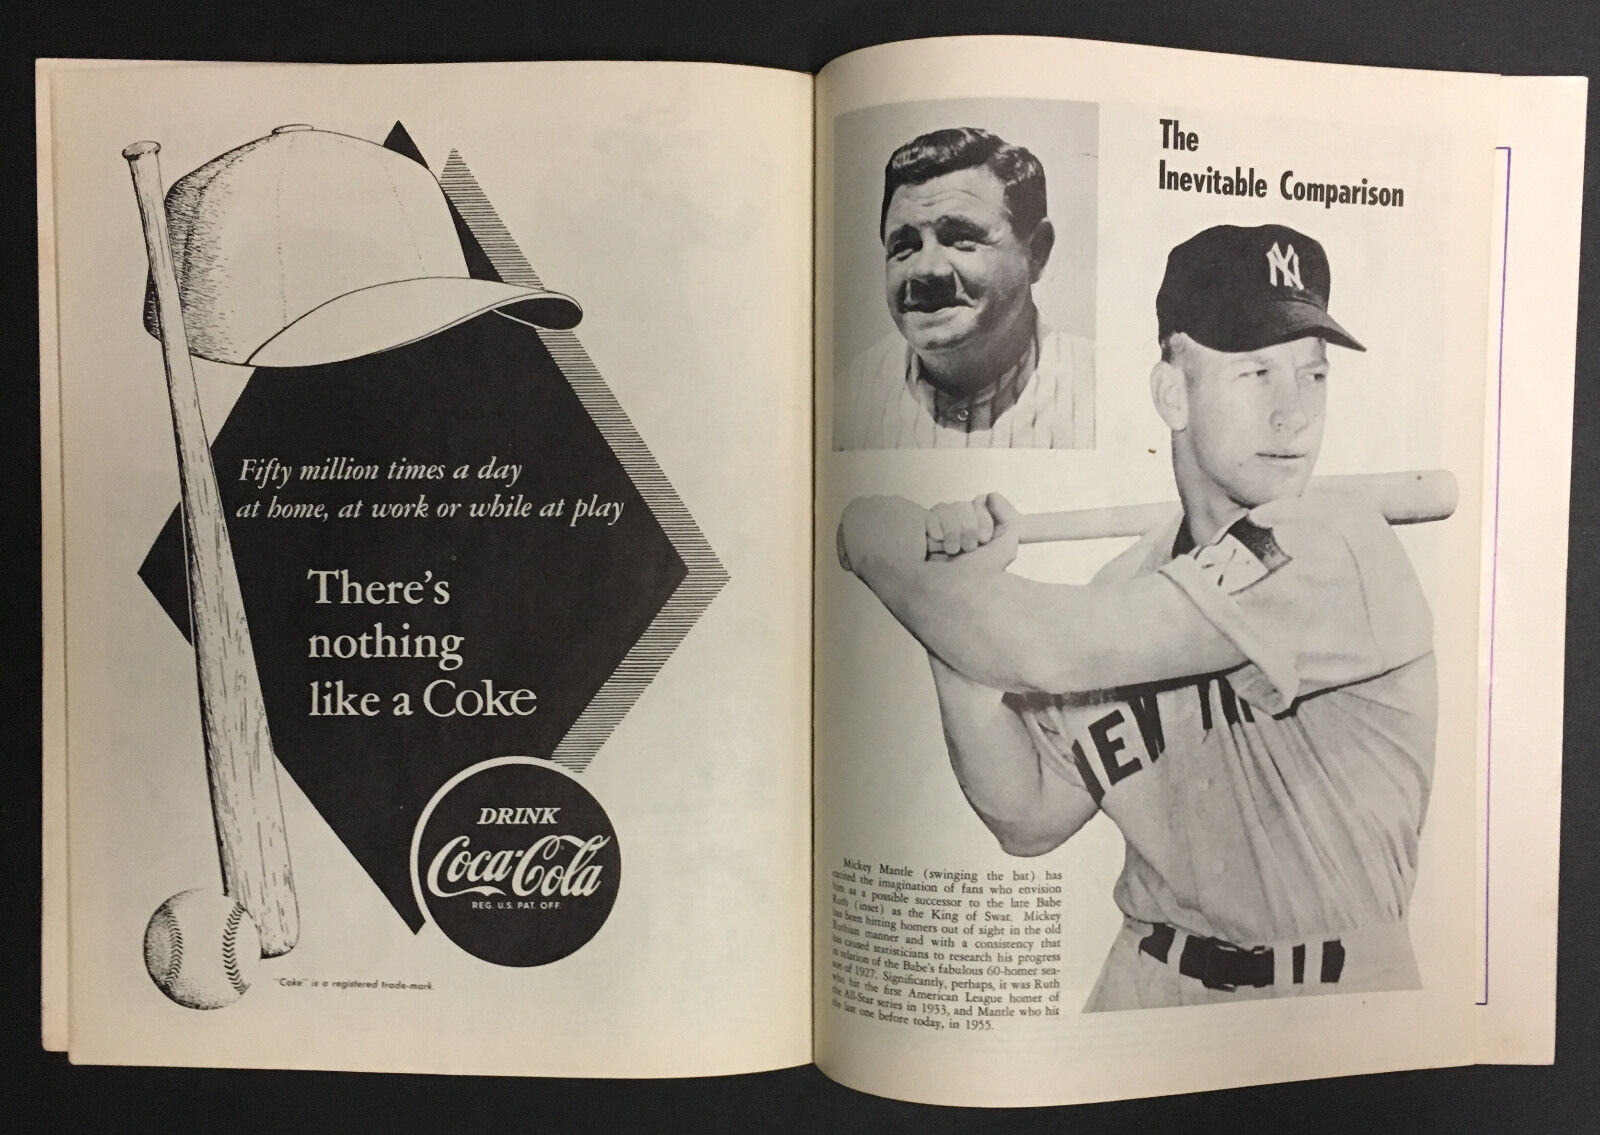 Fifty million times a day
at home, at work or while at play
There's
nothing
like a Coke
DRINK
Coca-Cola
REG. U.S. PAT. OFF.
"Coke" is a registered trade-mark.
The
Inevitable Comparison
NY
NEW
Mickey Mantle (swinging the bat) has
excited the imagination of fans who envision
him as a possible successor to the late Babe
Ruth (inset) as the King of Swat. Mickey
has been hitting homers out of sight in the old
Ruthian manner and with a consistency that
has caused statisticians to research his progress
in relation of the Babe's fabulous 60-homer sea-
son of 1927. Significantly, perhaps, it was Ruth
who hit the first American League homer of
the All-Star series in 1933, and Mantle who hit
the last one before today, in 1955.